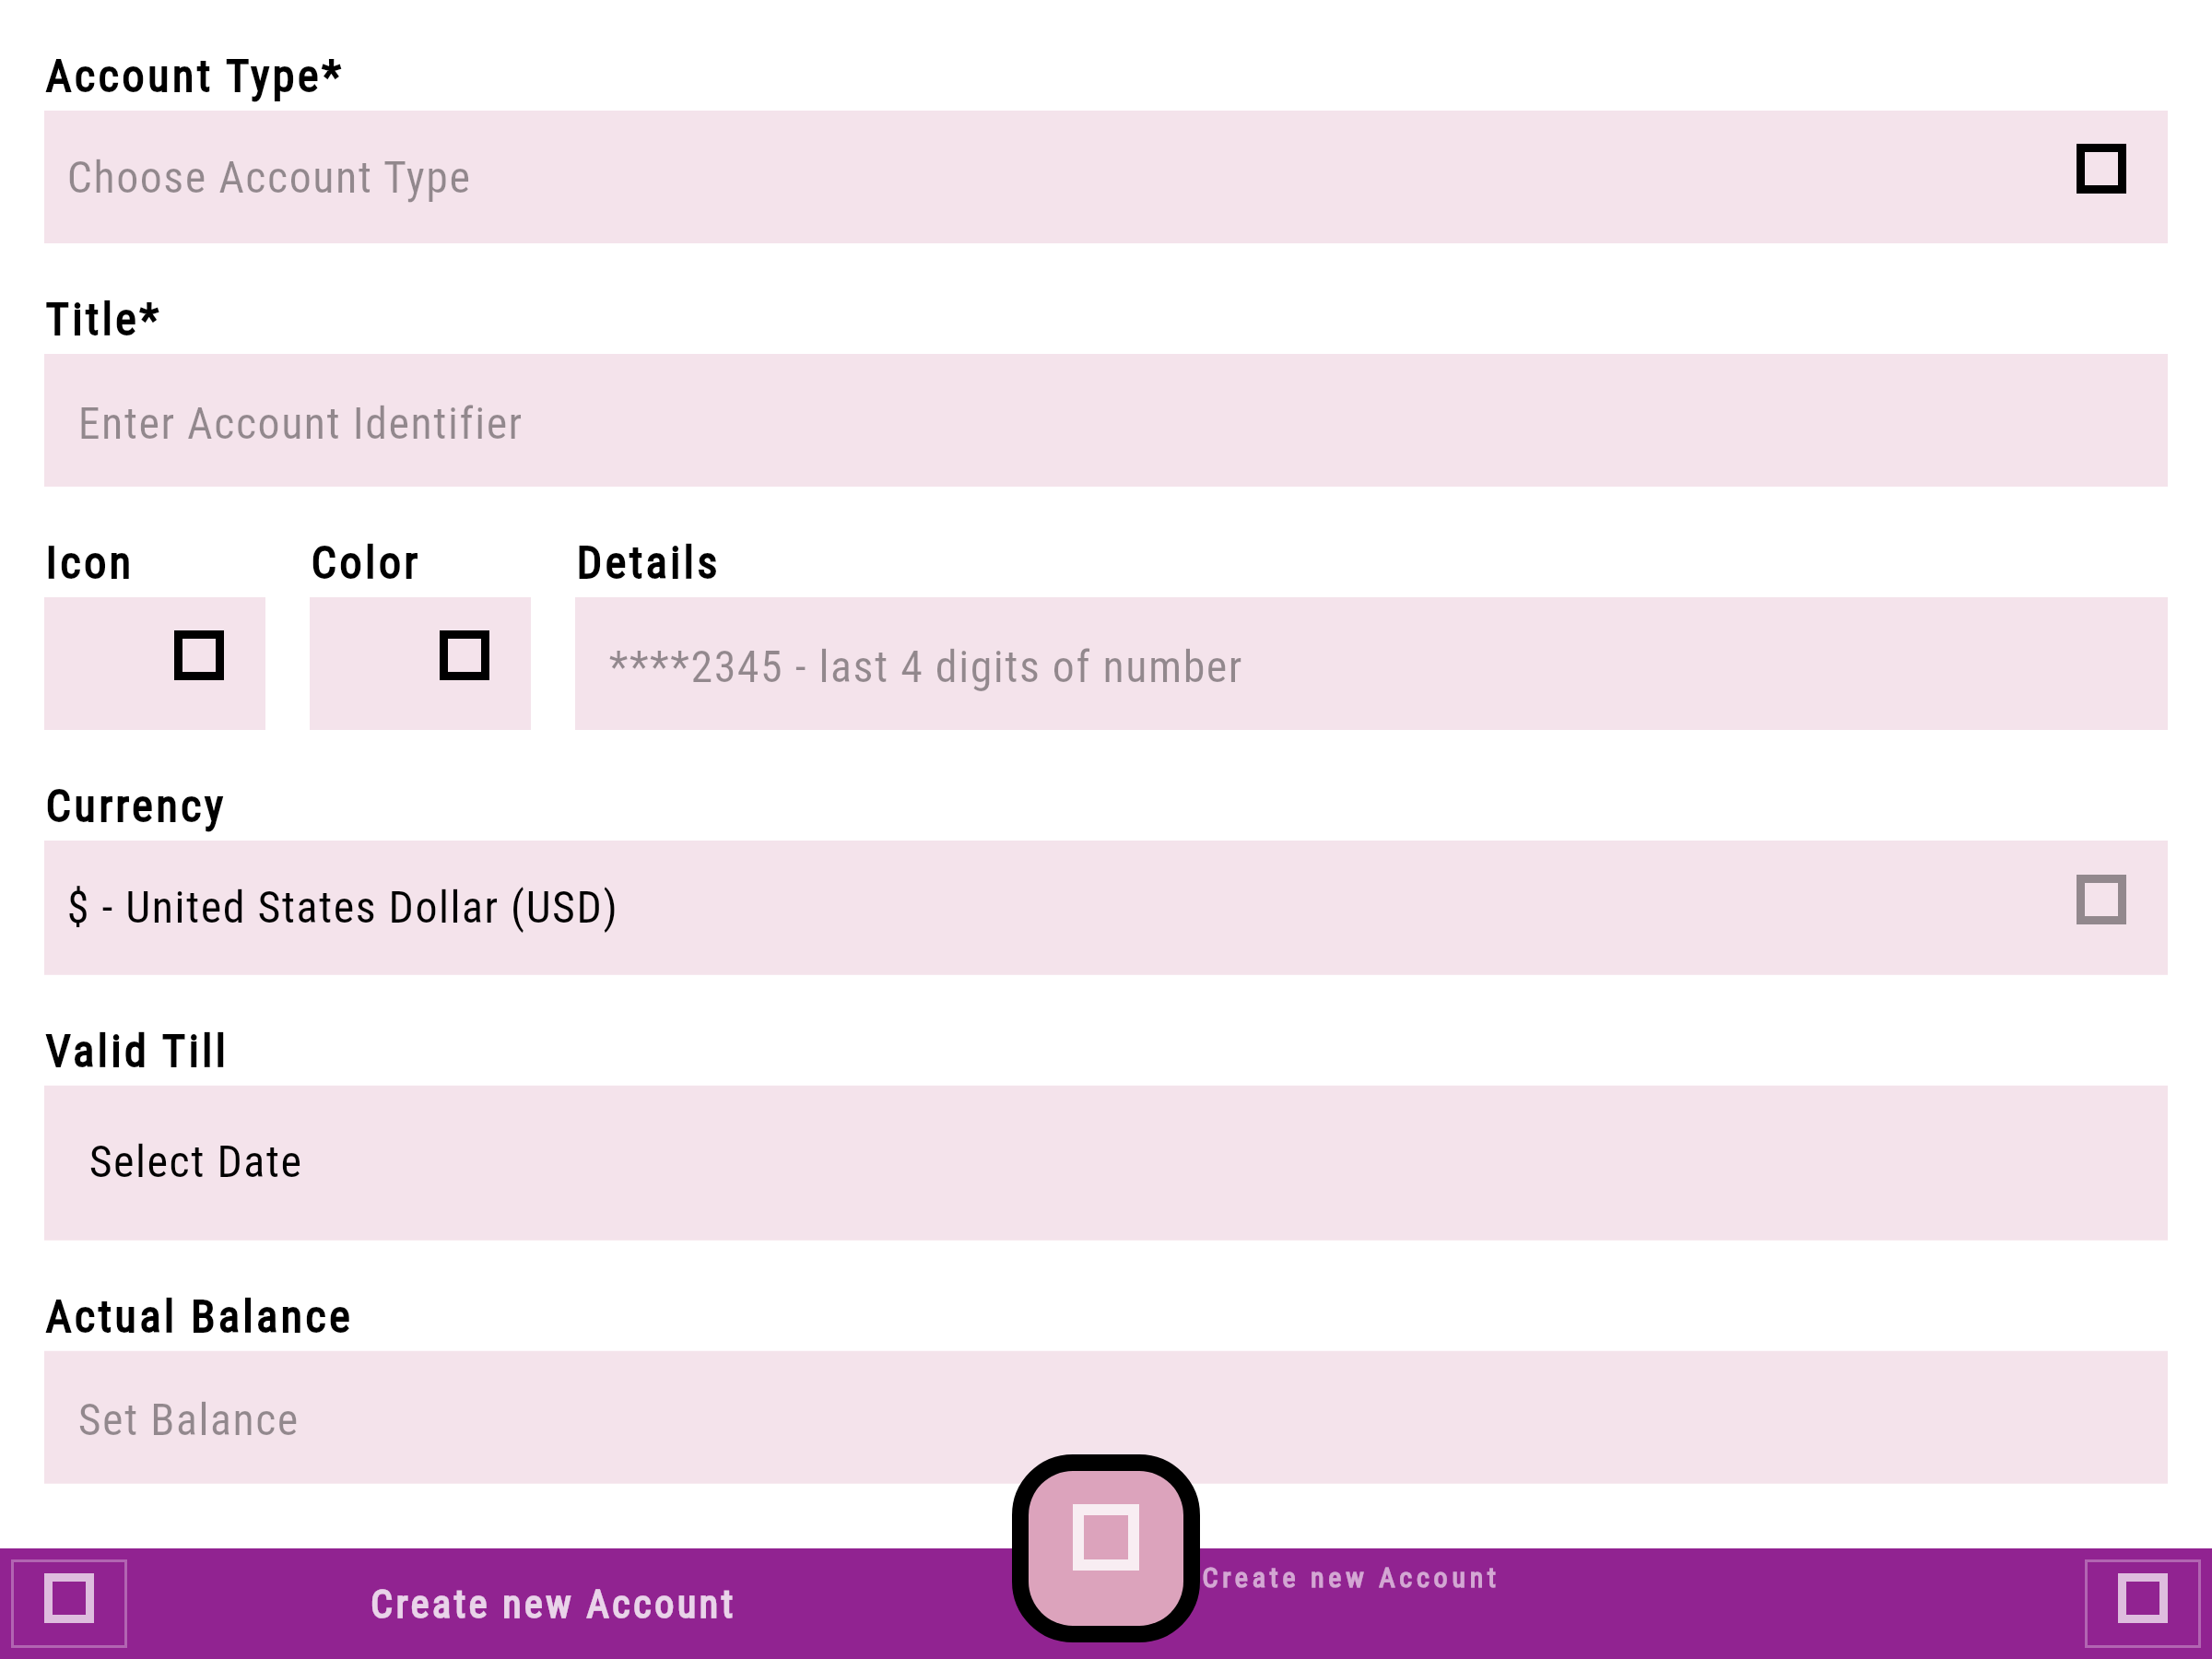 Account Type*
Choose Account Type
Title*
Enter Account Identifier
Icon Color Details
****2345 - last 4 digits of number
Currency
$ - United States Dollar (USD)
Valid Till
Select Date
Actual Balance
Set Balance
Create new Account
Create new Account